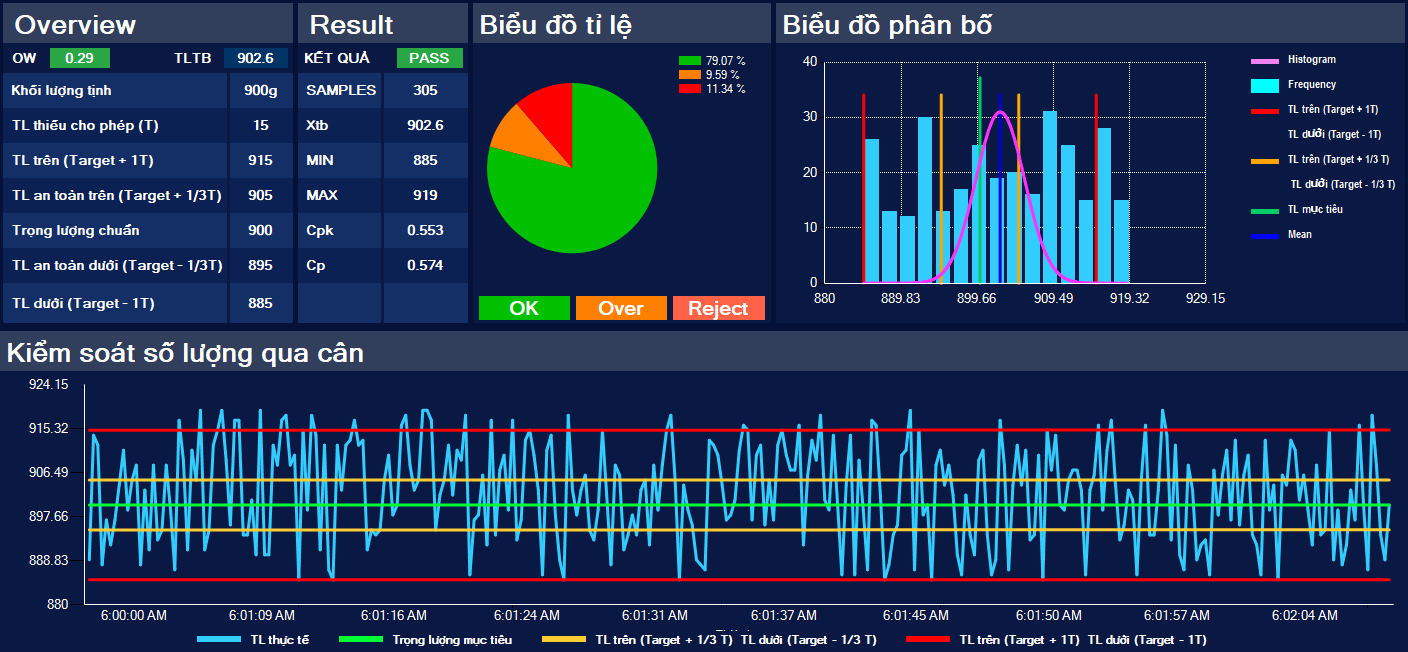 Overview
OW 0.29 TLTB 902.6
Khối lượng tịnh 900g
TL thiếu cho phép (T) 15
TL trên (Target + 1T) 915
TL an toàn trên (Target + 1/3T) 905
Trọng lượng chuẩn 900
TL an toàn dưới (Target - 1/3T) 895
TL dưới (Target - 1T) 885
Result
KẾT QUẢ PASS
SAMPLES 305
Xtb 902.6
MIN 885
MAX 919
Cpk 0.553
Cp 0.574
Biểu đồ tỉ lệ
79.07 %
9.59 %
11.34 %
OK Over Reject
Biểu đồ phân bố
40
30
20
10
0
880 889.83 899.66 909.49 919.32 929.15
Histogram
Frequency
TL trên (Target + 1T)
TL dưới (Target - 1T)
TL trên (Target + 1/3 T)
TL dưới (Target - 1/3 T)
TL mục tiêu
Mean
Kiểm soát số lượng qua cân
924.15
915.32
906.49
897.66
888.83
880
6:00:00 AM 6:01:09 AM 6:01:16 AM 6:01:24 AM 6:01:31 AM 6:01:37 AM 6:01:45 AM 6:01:50 AM 6:01:57 AM 6:02:04 AM
TL thực tế Trọng lượng mục tiêu TL trên (Target + 1/3 T) TL dưới (Target - 1/3 T) TL trên (Target + 1T) TL dưới (Target - 1T)